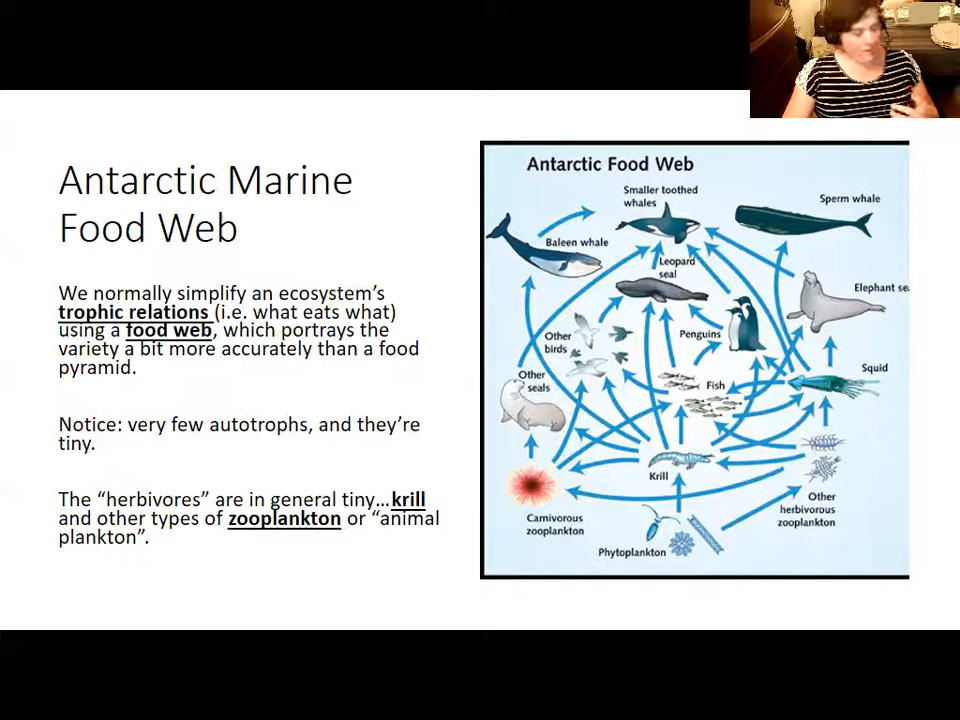 Antarctic Marine
Food Web
We normally simplify an ecosystem's
trophic relations (i.e. what eats what)
using a food web, which portrays the
variety a bit more accurately than a food
pyramid.
Notice: very few autotrophs, and they're
tiny.
The "herbivores" are in general tiny...krill
and other types of zooplankton or "animal
plankton".
Antarctic Food Web
Smaller toothed
whales
Sperm whale
Baleen whale
Leopard
seal
Elephant se
Other
birds
Penguins
Squid
Other
seals
Fish
Krill
Other
herbivorous
zooplankton
Carnivorous
zooplankton
Phytoplankton